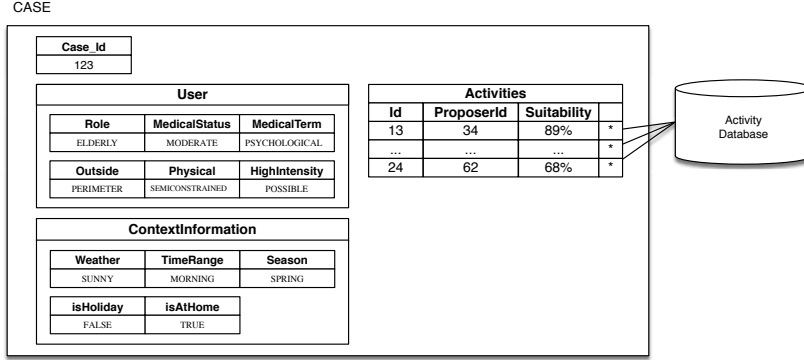 CASE
Case_Id
123
User
Role MedicalStatus MedicalTerm
ELDERLY MODERATE PSYCHOLOGICAL
Outside Physical HighIntensity
PERIMETER SEMICONSTRAINED POSSIBLE
ContextInformation
Weather TimeRange Season
SUNNY MORNING SPRING
isHoliday isAtHome
FALSE TRUE
Activities
Id ProposerId Suitability
13 34 89% *
... ... ... *
24 62 68% *
Activity
Database